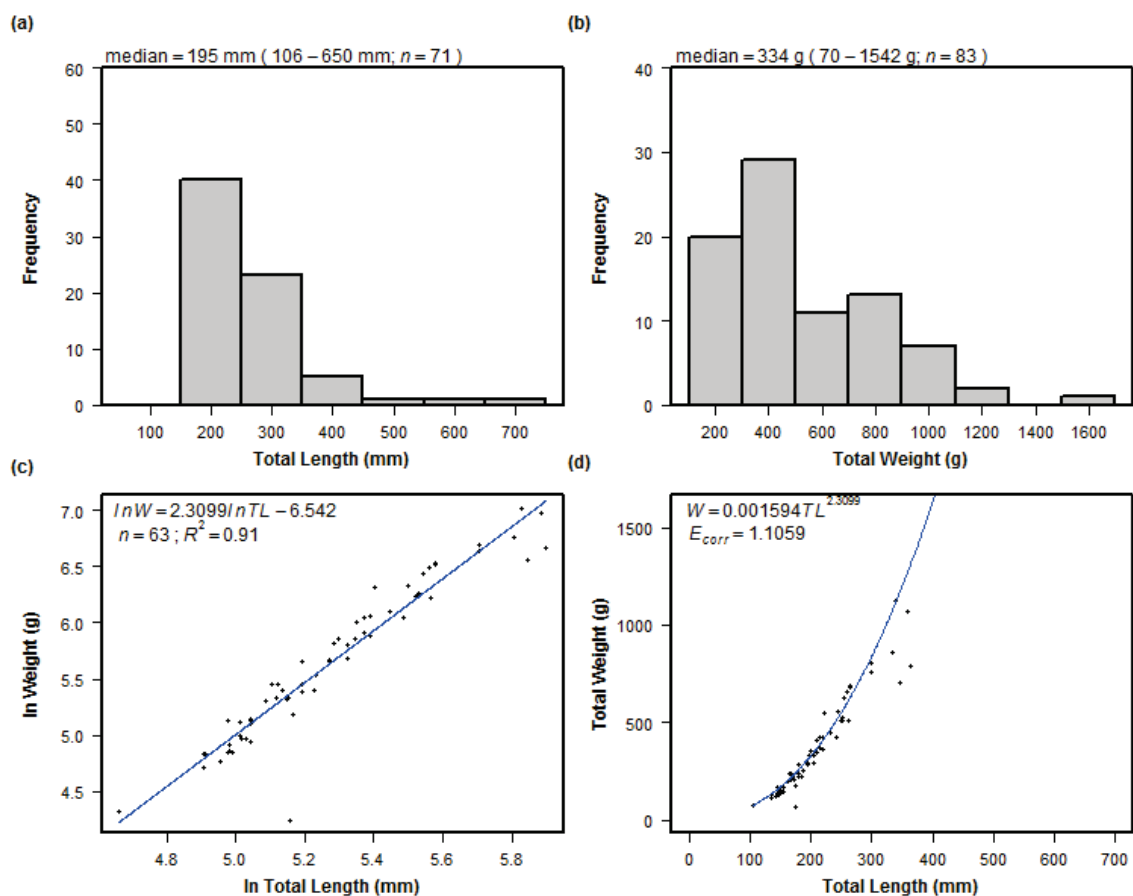 (a)
median = 195 mm ( 106 – 650 mm; n = 71 )
60
50
40
30
20
10
0
Frequency
100 200 300 400 500 600 700
Total Length (mm)
(b)
median = 334 g ( 70 – 1542 g; n = 83 )
40
30
20
10
0
Frequency
200 400 600 800 1000 1200 1400 1600
Total Weight (g)
(c)
lnW = 2.3099lnTL – 6.542
n = 63 ; R² = 0.91
7.0
6.5
6.0
5.5
5.0
4.5
ln Weight (g)
4.8 5.0 5.2 5.4 5.6 5.8
ln Total Length (mm)
(d)
W = 0.001594TL^2.3099
E_corr = 1.1059
1500
1000
500
0
Total Weight (g)
0 100 200 300 400 500 600 700
Total Length (mm)